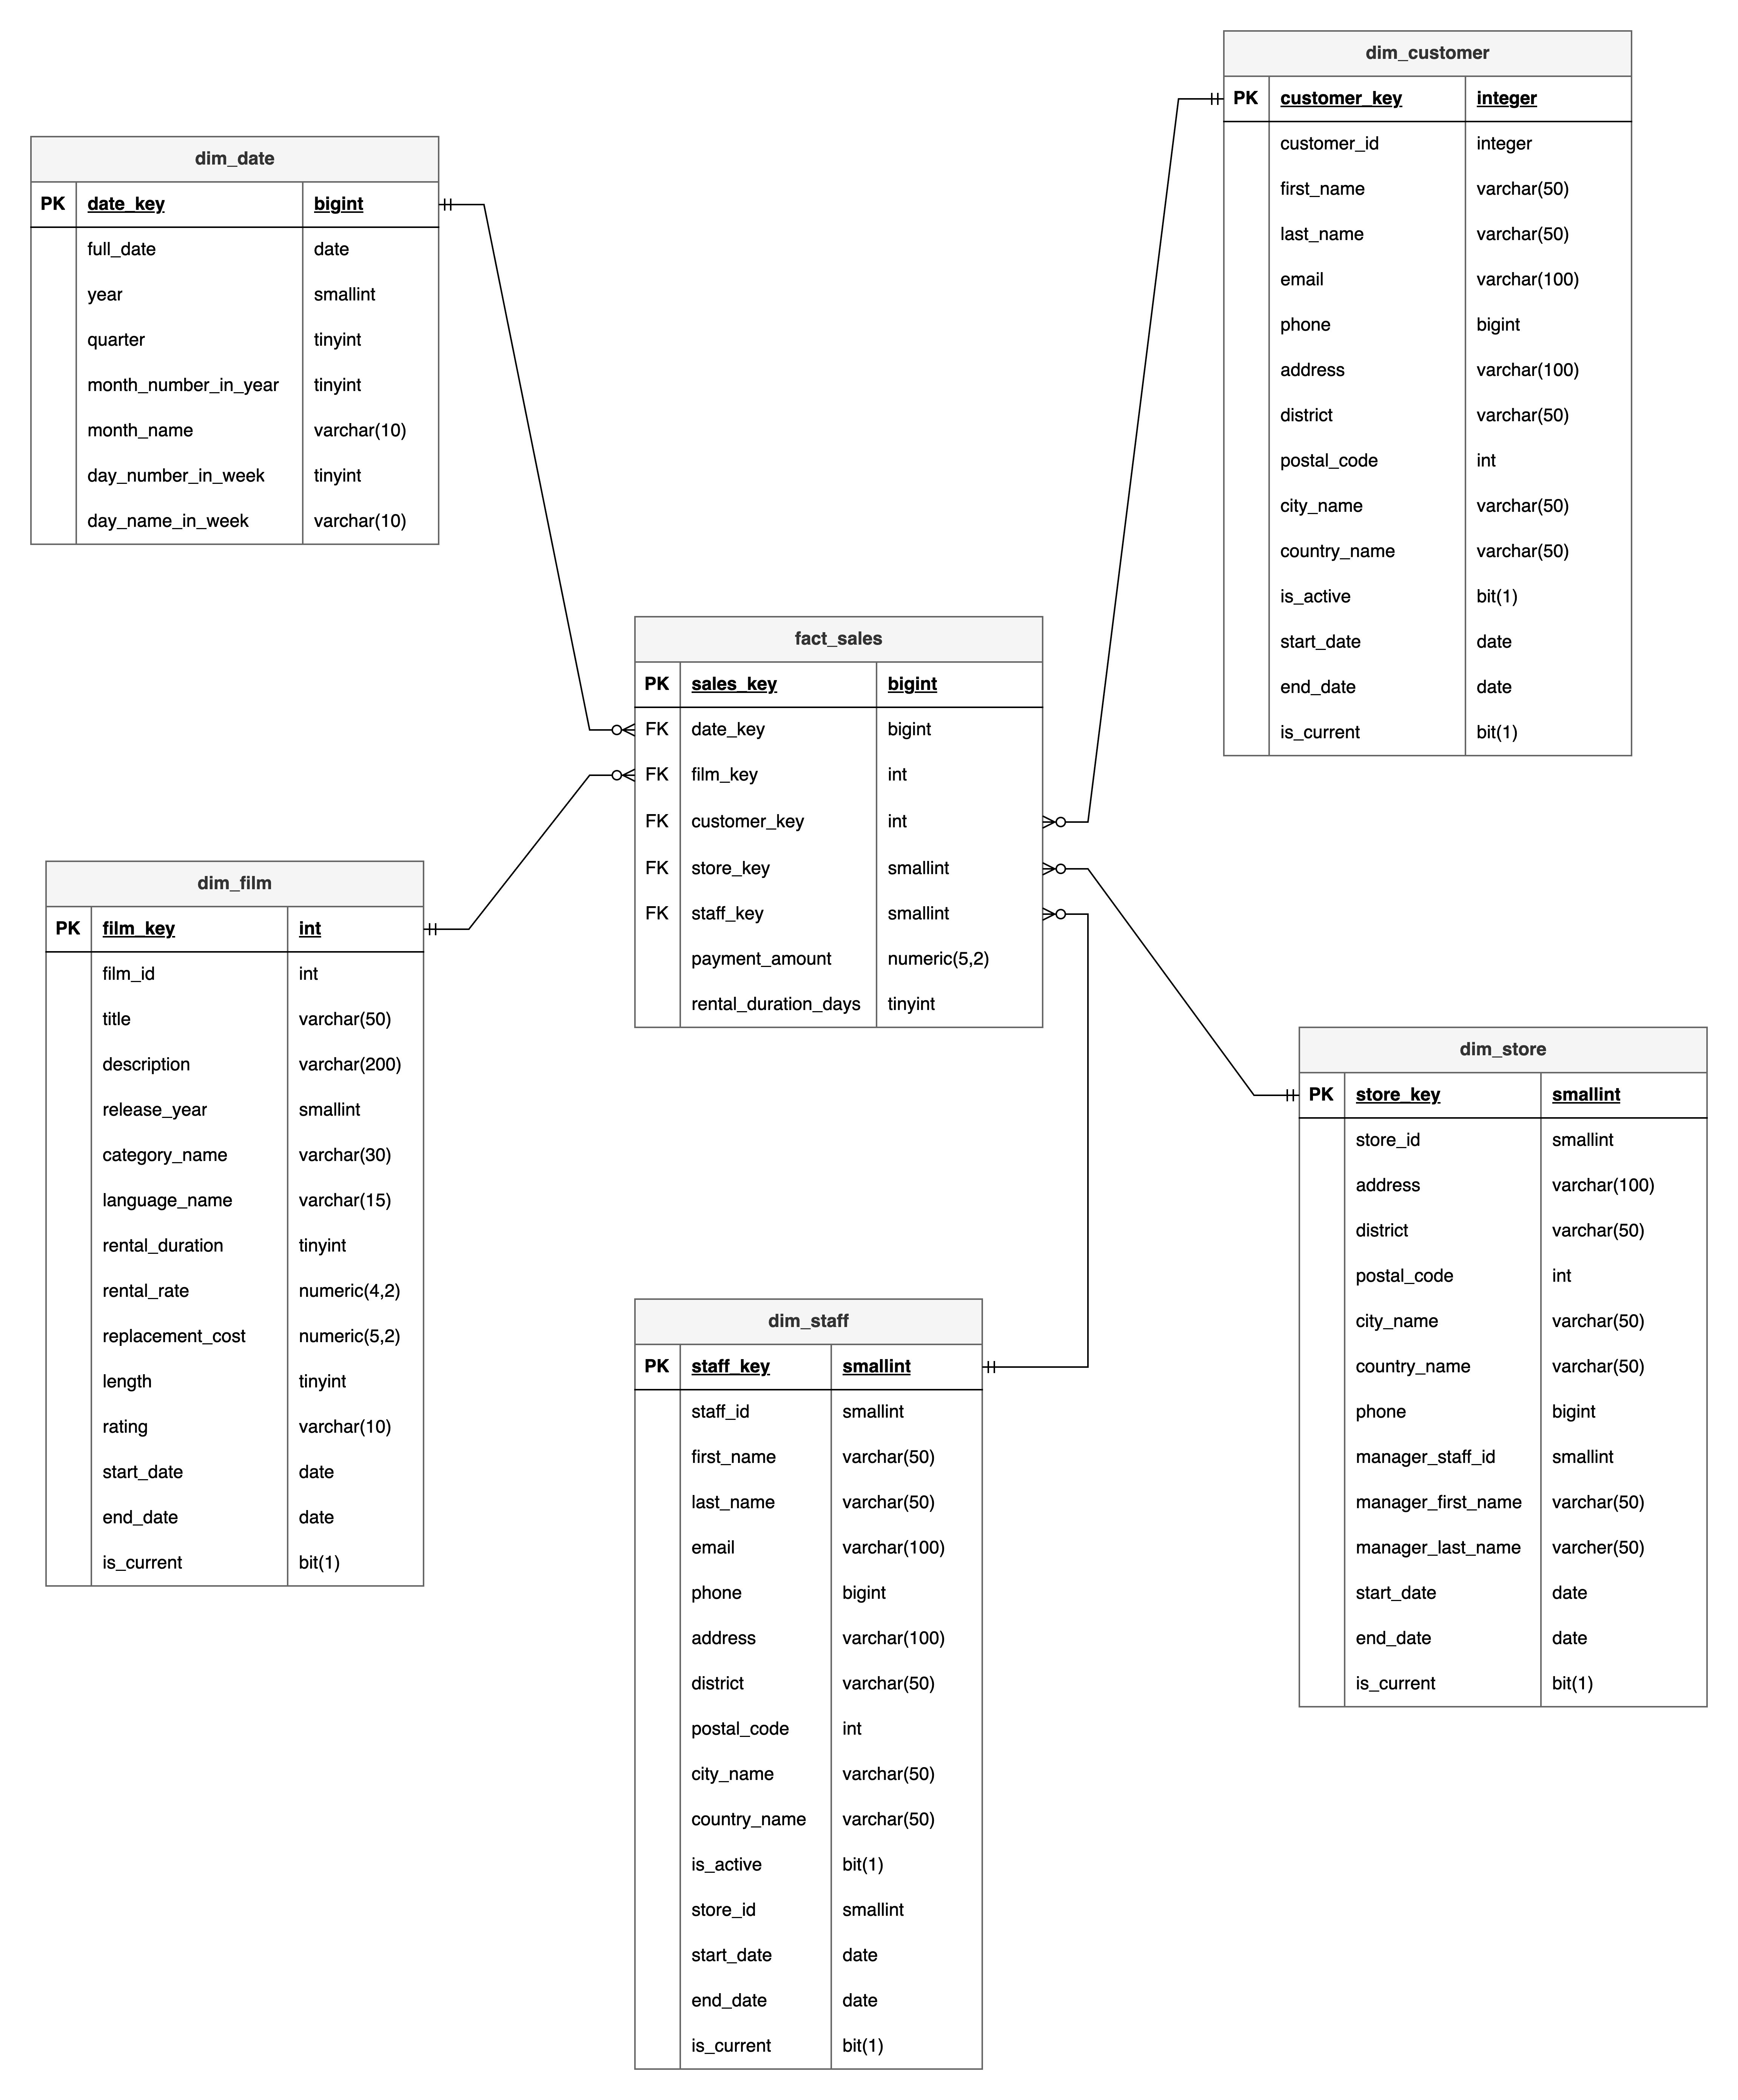 dim_customer
PK customer_key integer
customer_id integer
first_name varchar(50)
last_name varchar(50)
email varchar(100)
phone bigint
address varchar(100)
district varchar(50)
postal_code int
city_name varchar(50)
country_name varchar(50)
is_active bit(1)
start_date date
end_date date
is_current bit(1)
dim_date
PK date_key bigint
full_date date
year smallint
quarter tinyint
month_number_in_year tinyint
month_name varchar(10)
day_number_in_week tinyint
day_name_in_week varchar(10)
fact_sales
PK sales_key bigint
FK date_key bigint
FK film_key int
FK customer_key int
FK store_key smallint
FK staff_key smallint
payment_amount numeric(5,2)
rental_duration_days tinyint
dim_film
PK film_key int
film_id int
title varchar(50)
description varchar(200)
release_year smallint
category_name varchar(30)
language_name varchar(15)
rental_duration tinyint
rental_rate numeric(4,2)
replacement_cost numeric(5,2)
length tinyint
rating varchar(10)
start_date date
end_date date
is_current bit(1)
dim_store
PK store_key smallint
store_id smallint
address varchar(100)
district varchar(50)
postal_code int
city_name varchar(50)
country_name varchar(50)
phone bigint
manager_staff_id smallint
manager_first_name varchar(50)
manager_last_name varcher(50)
start_date date
end_date date
is_current bit(1)
dim_staff
PK staff_key smallint
staff_id smallint
first_name varchar(50)
last_name varchar(50)
email varchar(100)
phone bigint
address varchar(100)
district varchar(50)
postal_code int
city_name varchar(50)
country_name varchar(50)
is_active bit(1)
store_id smallint
start_date date
end_date date
is_current bit(1)